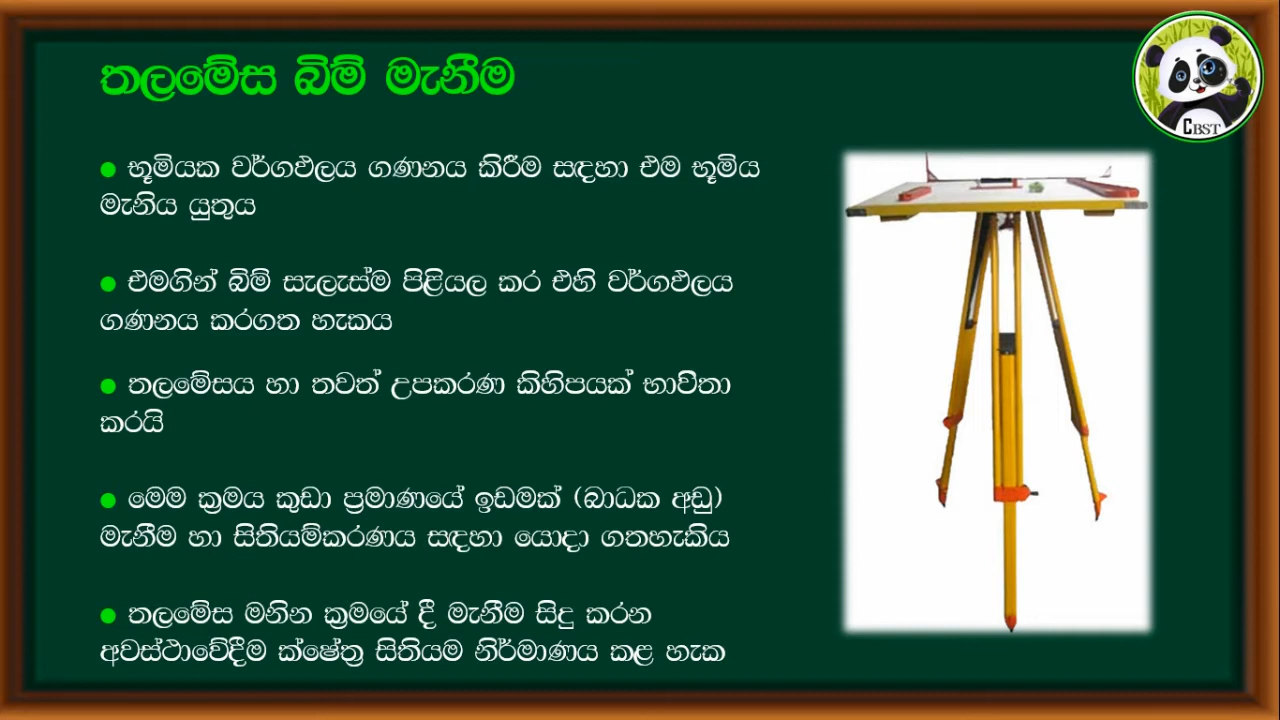 තලමේස බිම් මැනීම
CBST
● භූමියක වර්ගඵලය ගණනය කිරීම සඳහා එම භූමිය
මැනිය යුතුය
● එමගින් බිම් සැලැස්ම පිළියල කර එහි වර්ගඵලය
ගණනය කරගත හැකය
● තලමේසය හා තවත් උපකරණ කිහිපයක් භාවිතා
කරයි
● මෙම ක්‍රමය කුඩා ප්‍රමාණයේ ඉඩමක් (බාධක අඩු)
මැනීම හා සිතියම්කරණය සඳහා යොදා ගතහැකිය
● තලමේස මනින ක්‍රමයේ දී මැනීම සිදු කරන
අවස්ථාවේදීම ක්ෂේත්‍ර සිතියම නිර්මාණය කළ හැක